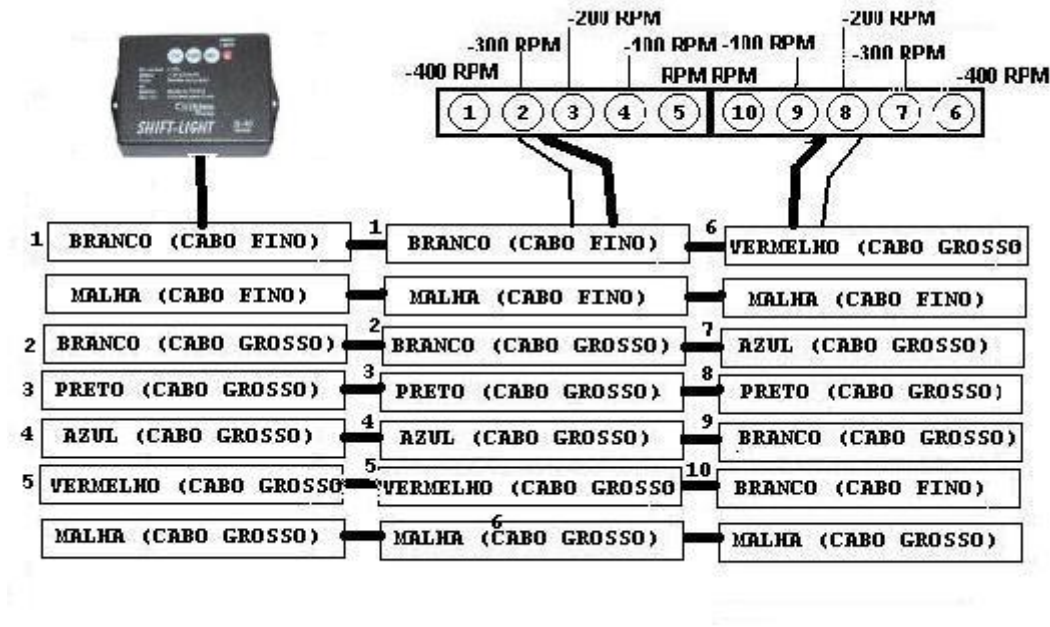 -200 RPM -200 RPM
-300 RPM -100 RPM -100 RPM -300 RPM
-400 RPM RPM RPM -400 RPM
1 2 3 4 5 10 9 8 7 6
SHIFT-LIGHT
1 BRANCO (CABO FINO) 1 BRANCO (CABO FINO) 6 VERMELHO (CABO GROSSO
MALHA (CABO FINO) MALHA (CABO FINO) MALHA (CABO FINO)
2 BRANCO (CABO GROSSO) 2 BRANCO (CABO GROSSO) 7 AZUL (CABO GROSSO)
3 PRETO (CABO GROSSO) 3 PRETO (CABO GROSSO) 8 PRETO (CABO GROSSO)
4 AZUL (CABO GROSSO) 4 AZUL (CABO GROSSO) 9 BRANCO (CABO GROSSO)
5 VERMELHO (CABO GROSSO 5 VERMELHO (CABO GROSSO 10 BRANCO (CABO FINO)
MALHA (CABO GROSSO) 6 MALHA (CABO GROSSO) MALHA (CABO GROSSO)